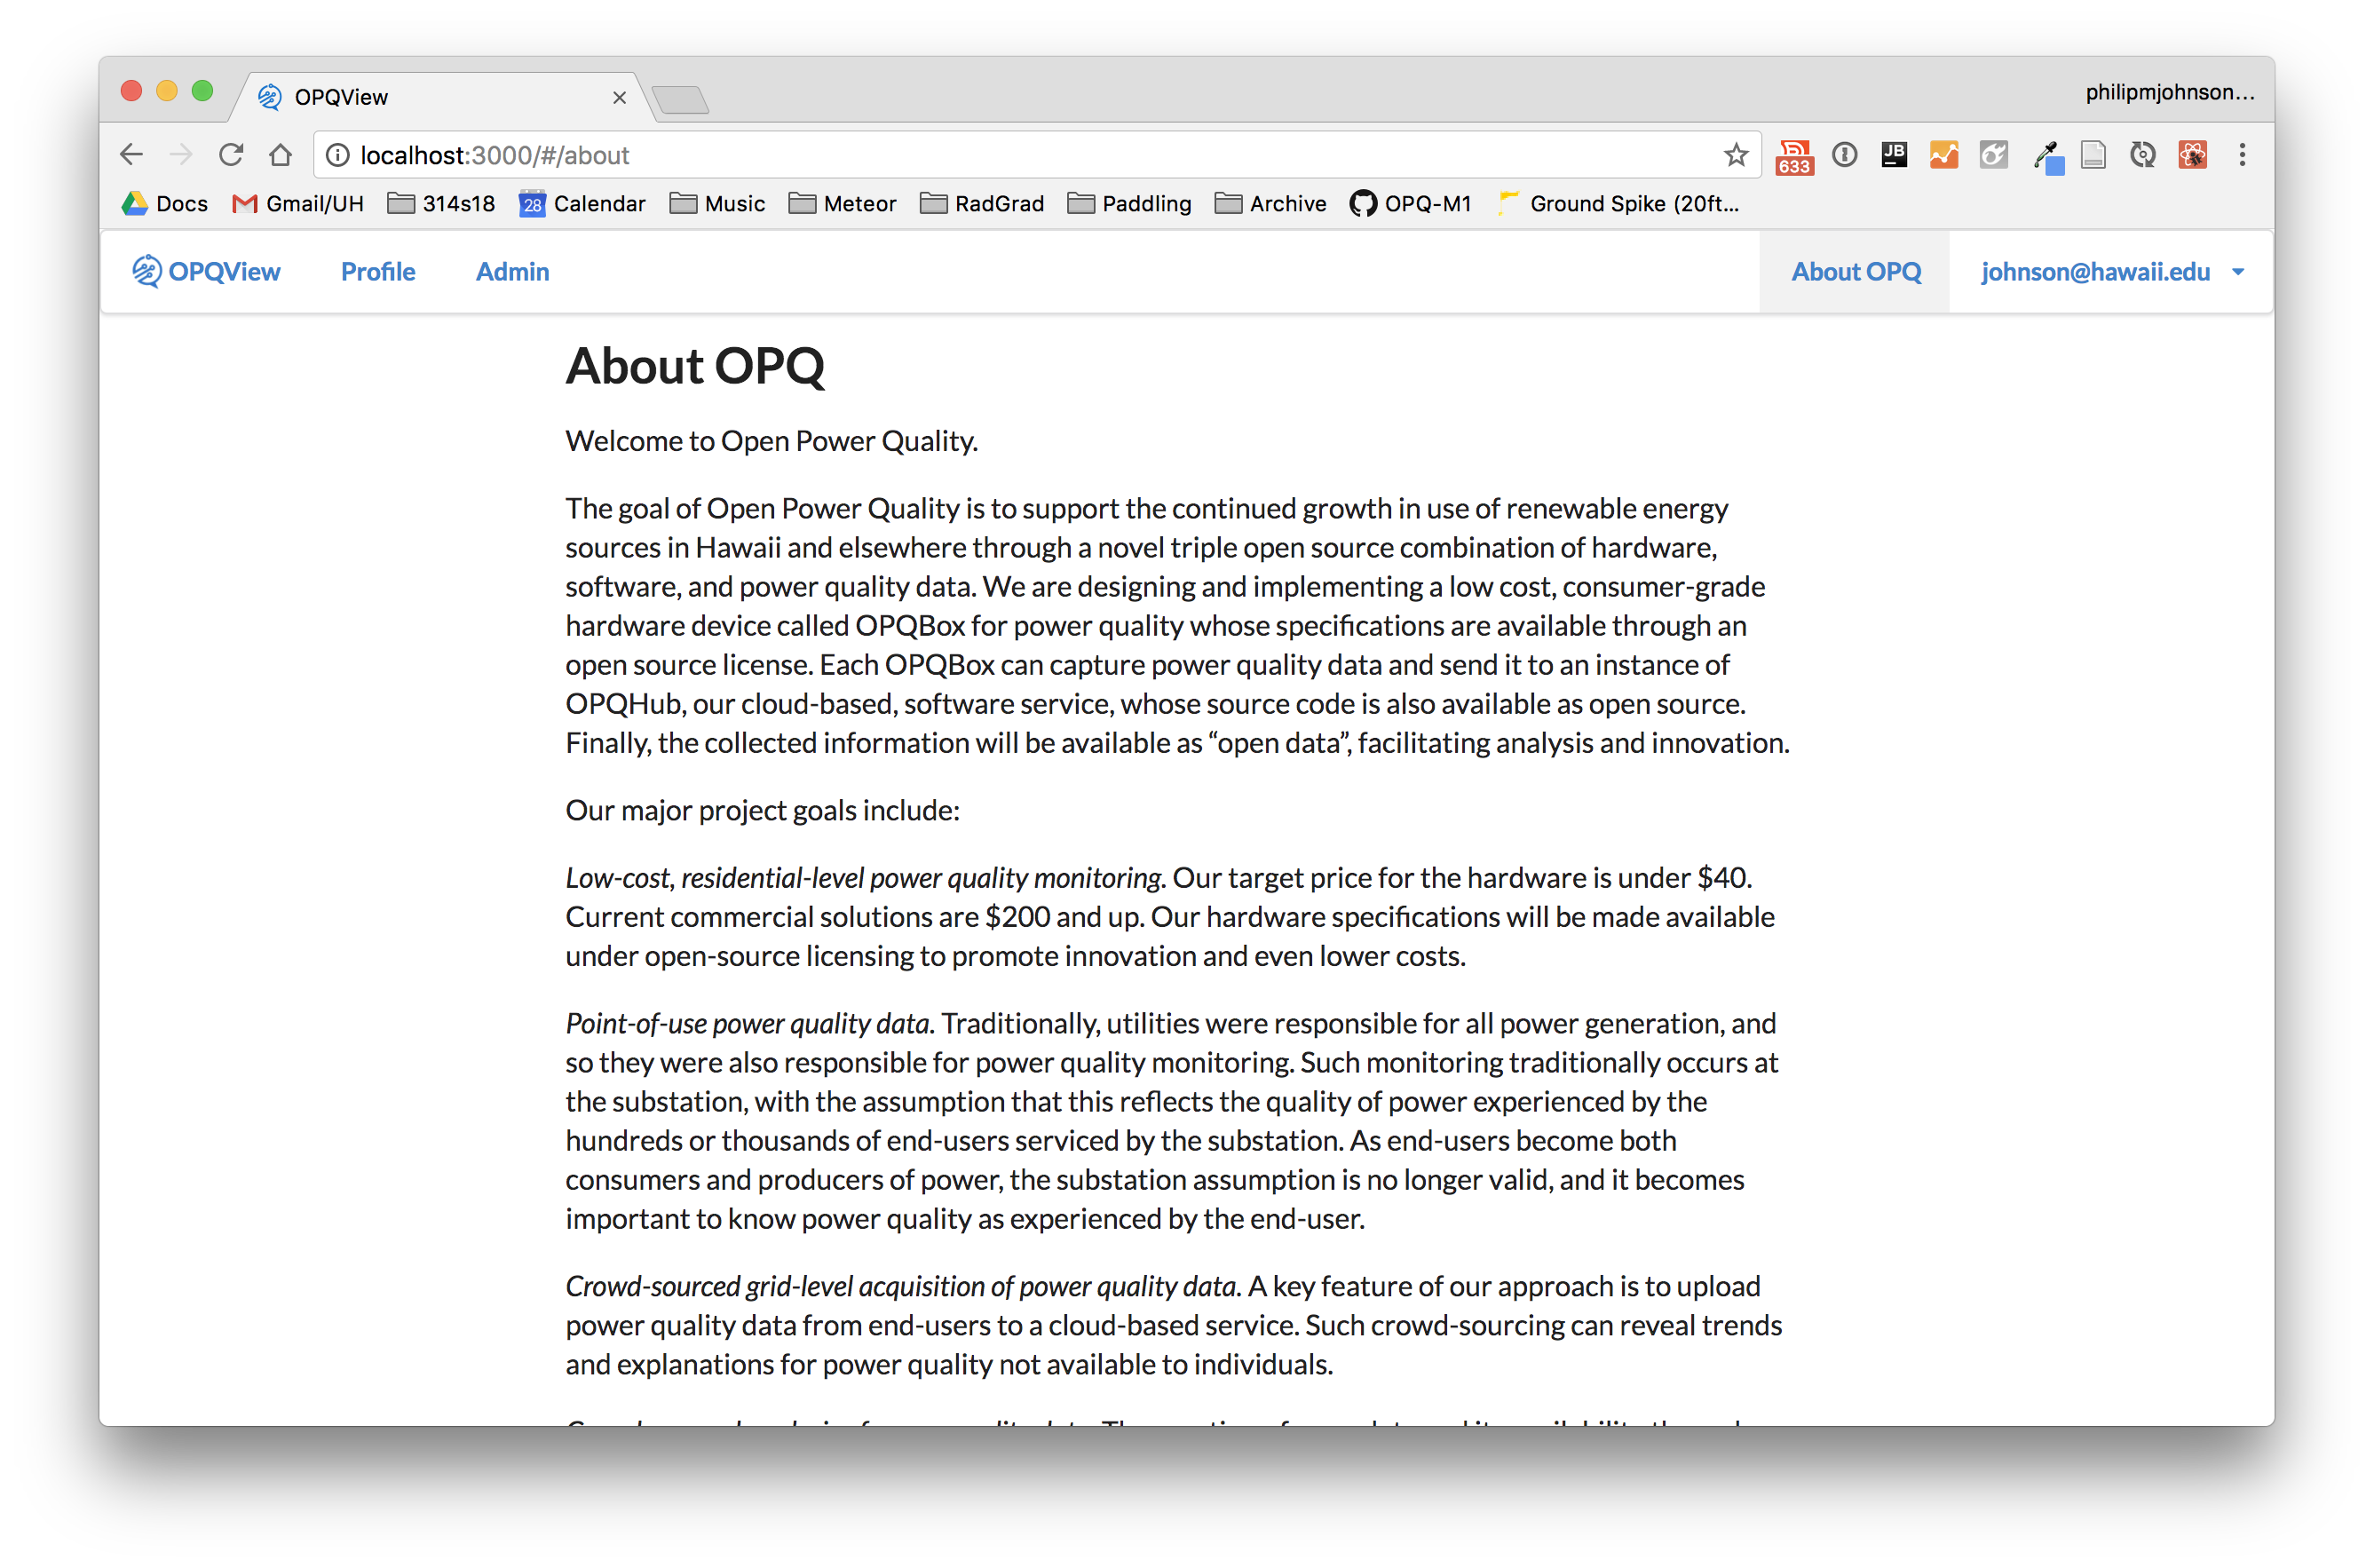 OPQView
philipmjohnson...
localhost:3000/#/about
633
JB
Docs
Gmail/UH
314s18
28
Calendar
Music
Meteor
RadGrad
Paddling
Archive
OPQ-M1
Ground Spike (20ft...
OPQView
Profile
Admin
About OPQ
johnson@hawaii.edu
About OPQ
Welcome to Open Power Quality.
The goal of Open Power Quality is to support the continued growth in use of renewable energy
sources in Hawaii and elsewhere through a novel triple open source combination of hardware,
software, and power quality data. We are designing and implementing a low cost, consumer-grade
hardware device called OPQBox for power quality whose specifications are available through an
open source license. Each OPQBox can capture power quality data and send it to an instance of
OPQHub, our cloud-based, software service, whose source code is also available as open source.
Finally, the collected information will be available as “open data”, facilitating analysis and innovation.
Our major project goals include:
Low-cost, residential-level power quality monitoring. Our target price for the hardware is under $40.
Current commercial solutions are $200 and up. Our hardware specifications will be made available
under open-source licensing to promote innovation and even lower costs.
Point-of-use power quality data. Traditionally, utilities were responsible for all power generation, and
so they were also responsible for power quality monitoring. Such monitoring traditionally occurs at
the substation, with the assumption that this reflects the quality of power experienced by the
hundreds or thousands of end-users serviced by the substation. As end-users become both
consumers and producers of power, the substation assumption is no longer valid, and it becomes
important to know power quality as experienced by the end-user.
Crowd-sourced grid-level acquisition of power quality data. A key feature of our approach is to upload
power quality data from end-users to a cloud-based service. Such crowd-sourcing can reveal trends
and explanations for power quality not available to individuals.